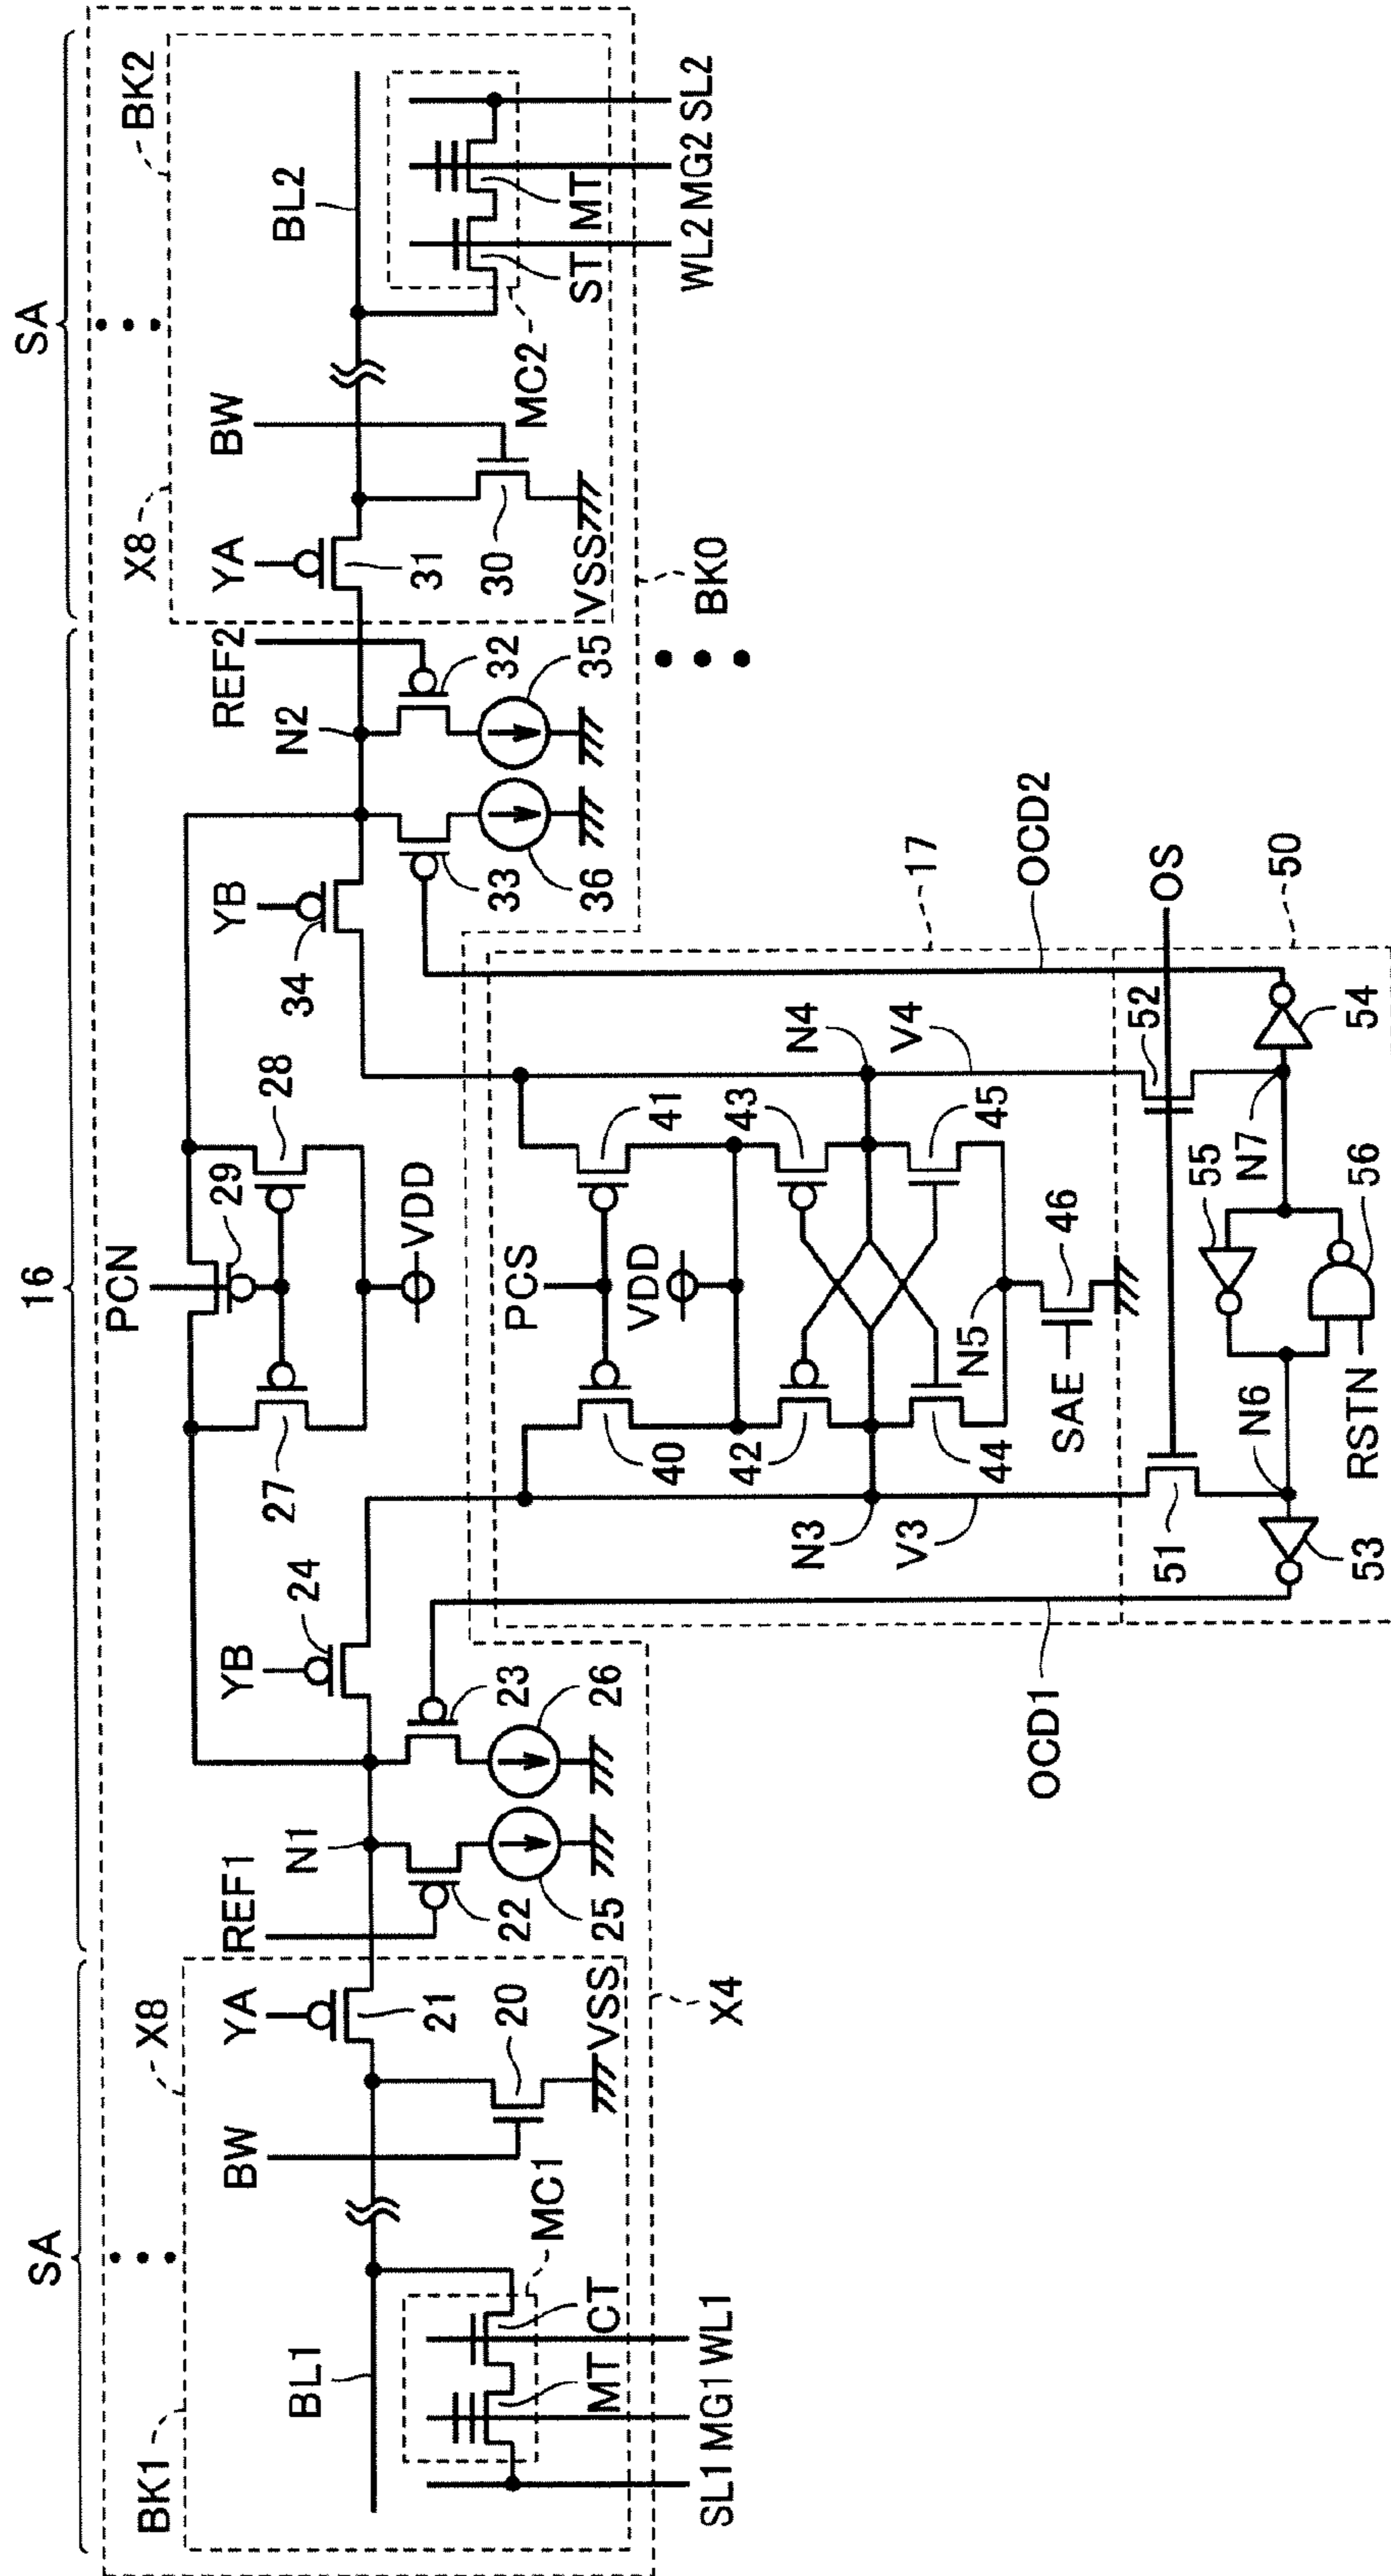 SA
16
SA
BK1
X8
PCN
X8
BK2
BL1
BW
YA
REF1
N1
YB
24
27
29
28
YB
34
N2
REF2
YA
31
BW
BL2
VDD
MT
CT
MC1
20
21
VSS
22
23
25
26
33
32
36
35
30
VSS
MC2
ST
MT
SL1
MG1
WL1
X4
BK0
WL2
MG2
SL2
PCS
40
41
VDD
42
43
17
N3
N4
44
45
N5
V3
V4
SAE
46
OCD1
OCD2
51
52
OS
N6
N7
55
50
53
RSTN
56
54